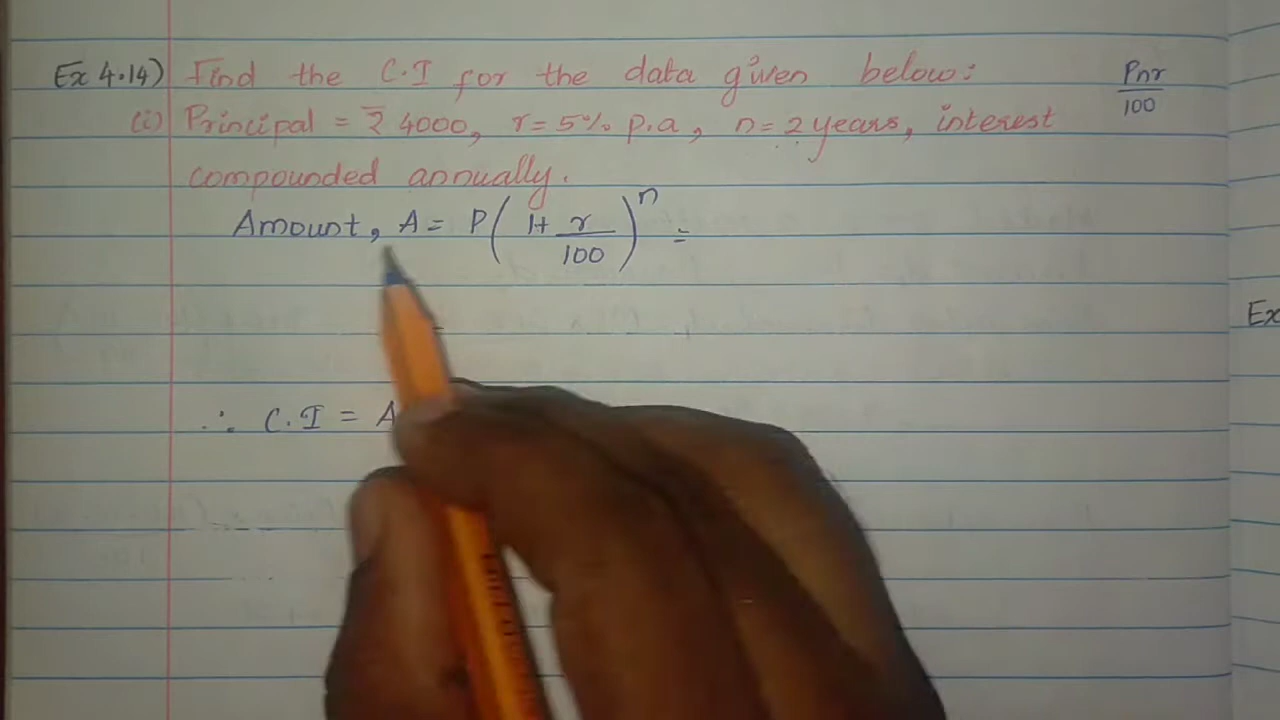 Ex 4.14) Find the C.I for the data given below:
Pnr
100
(i) Principal = ₹ 4000, r = 5% p.a, n = 2 years, interest
compounded annually.
Amount, A = P(1 + r/100)^n =
Ex
∴ C.I = A